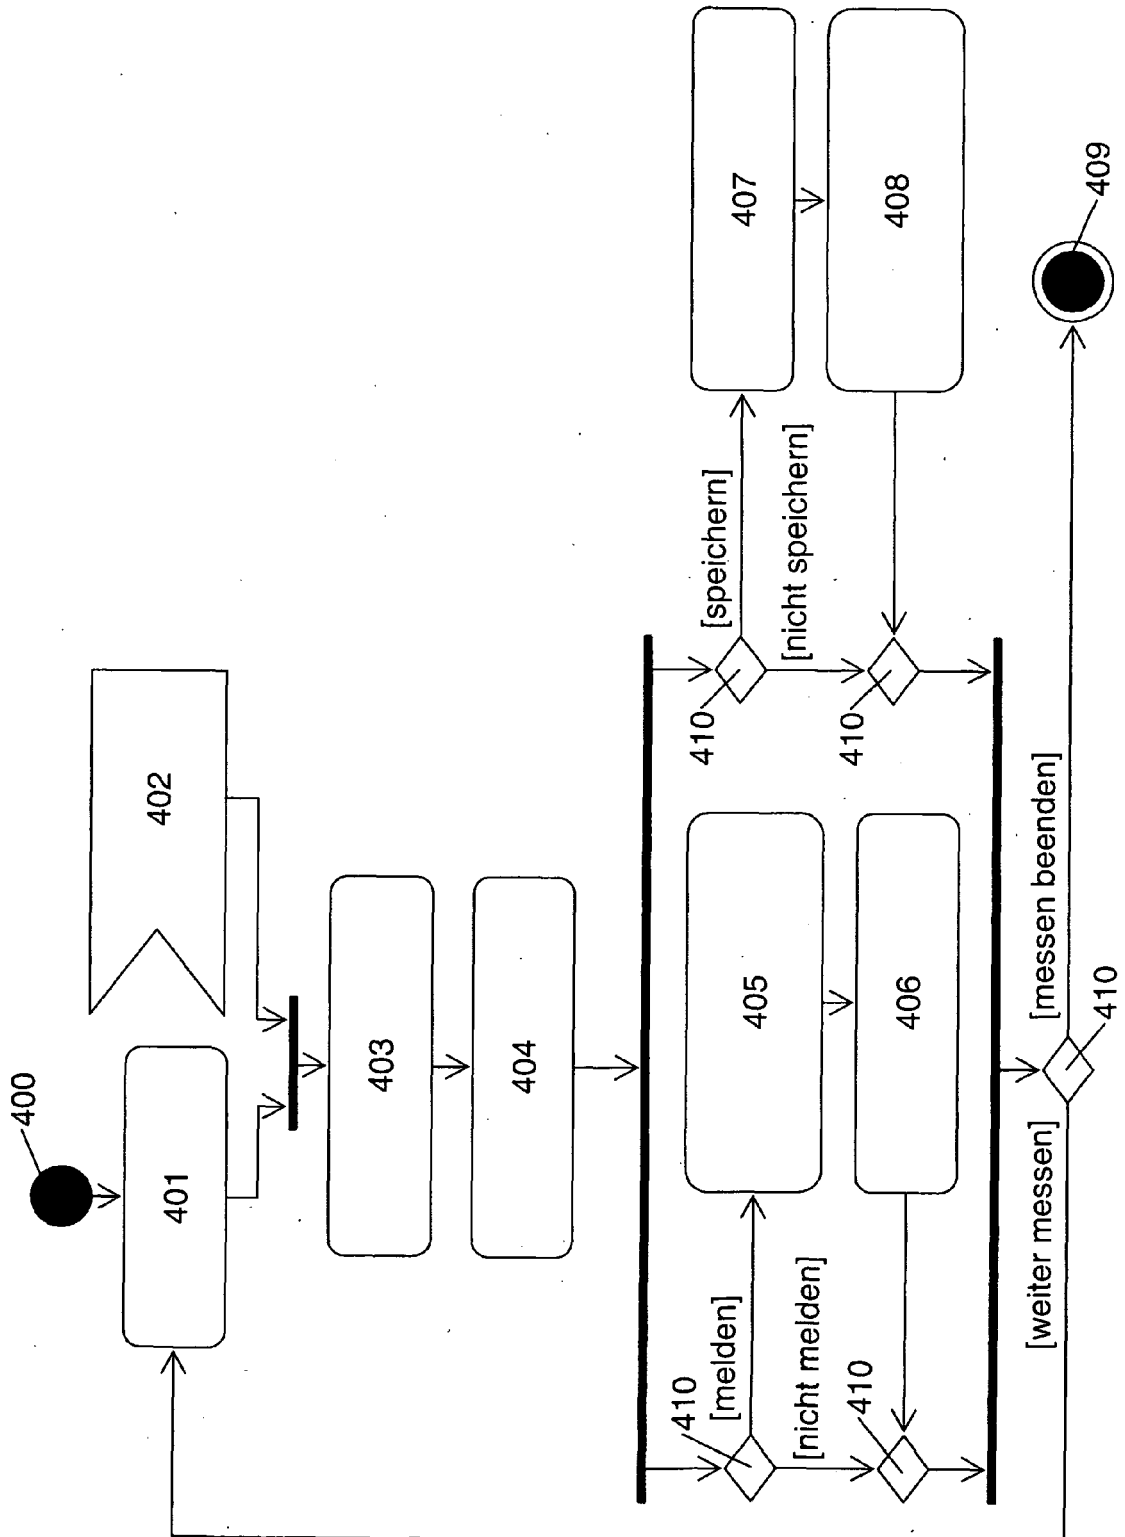 400
401
402
403
404
410
[melden]
[nicht melden]
410
405
406
410
[speichern]
[nicht speichern]
410
407
408
[weiter messen]
[messen beenden]
410
409